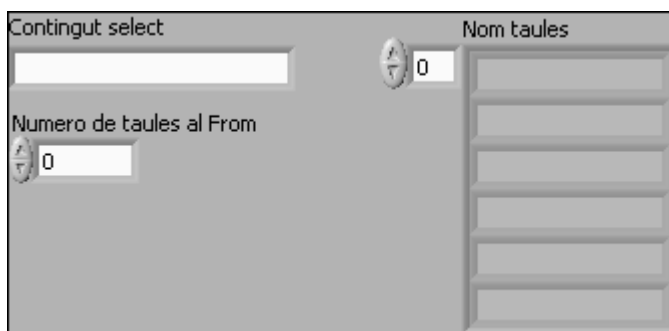 Contingut select
Nom taules
0
Numero de taules al From
0